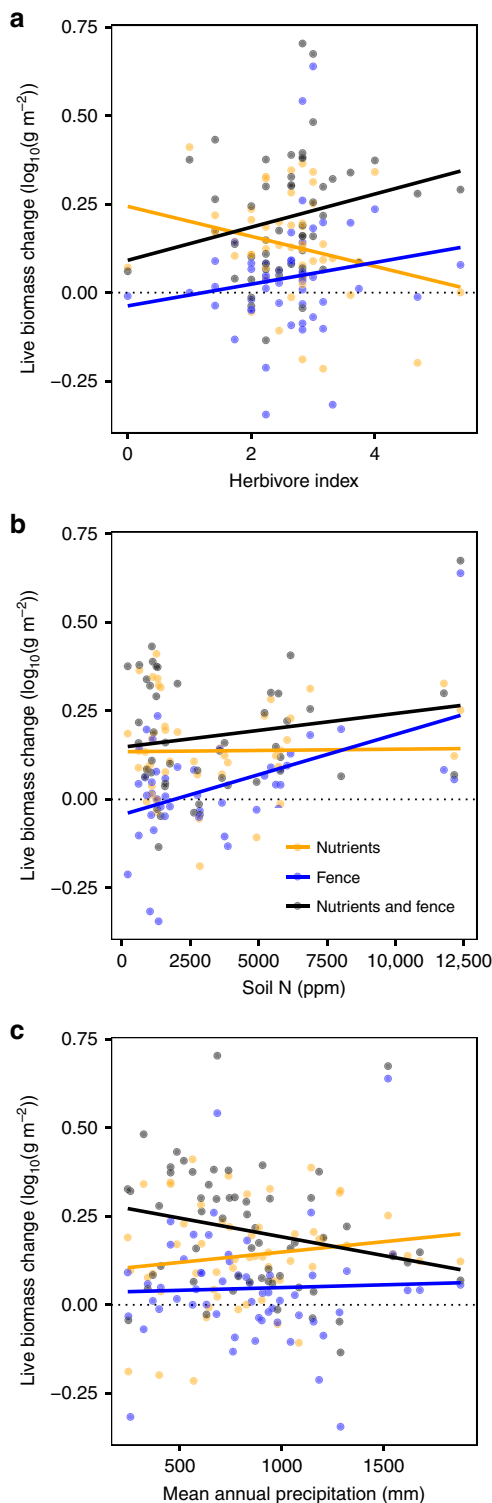 a
Live biomass change (log10(g m−2))
0.75
0.50
0.25
0.00
−0.25
0
2
4
Herbivore index
b
Live biomass change (log10(g m−2))
0.75
0.50
0.25
0.00
−0.25
Nutrients
Fence
Nutrients and fence
0
2500
5000
7500
10,000
12,500
Soil N (ppm)
c
Live biomass change (log10(g m−2))
0.75
0.50
0.25
0.00
−0.25
500
1000
1500
Mean annual precipitation (mm)